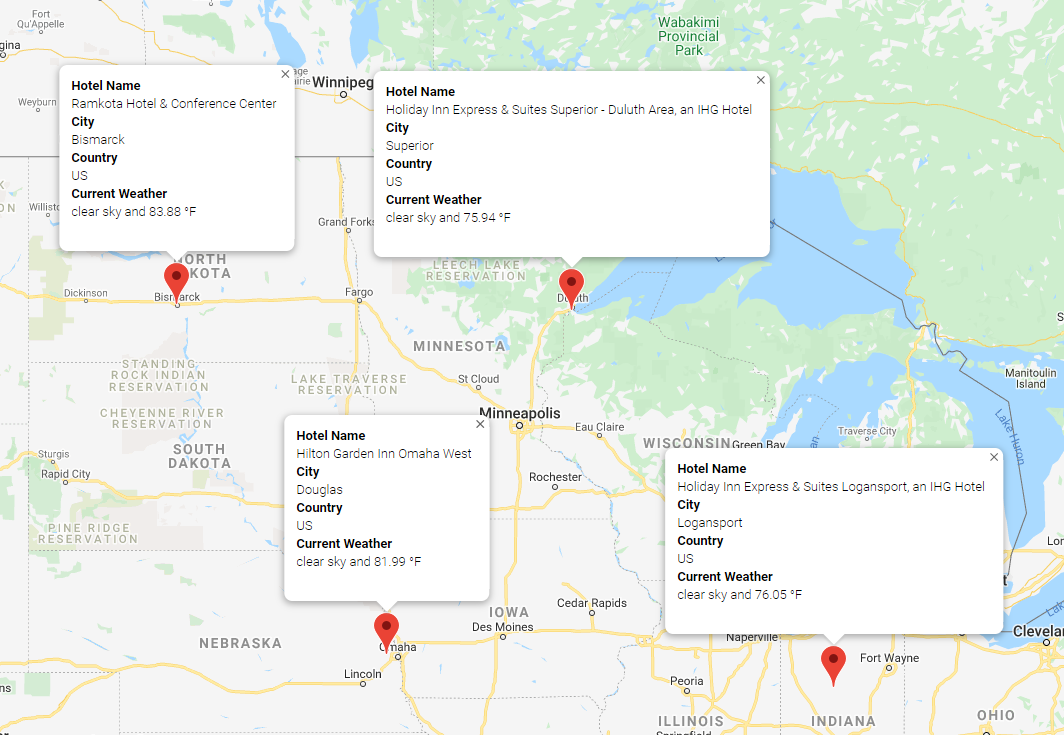 Fort
Qu'Appelle
Wabakimi
Provincial
Park
gina
Weyburn
Winnipeg
Hotel Name
Ramkota Hotel & Conference Center
City
Bismarck
Country
US
Current Weather
clear sky and 83.88 °F
Hotel Name
Holiday Inn Express & Suites Superior - Duluth Area, an IHG Hotel
City
Superior
Country
US
Current Weather
clear sky and 75.94 °F
Willist
Grand Forks
NORTH
KOTA
LEECH LAKE
RESERVATION
Dickinson
Bismarck
Fargo
Duluth
MINNESOTA
STANDING
ROCK INDIAN
RESERVATION
LAKE TRAVERSE
RESERVATION
St Cloud
Manitoulin
Island
CHEYENNE RIVER
RESERVATION
Minneapolis
Eau Claire
Traverse City
Lake Huron
WISCONSIN
Green Bay
SOUTH
DAKOTA
Sturgis
Rapid City
Rochester
PINE RIDGE
RESERVATION
Hotel Name
Hilton Garden Inn Omaha West
City
Douglas
Country
US
Current Weather
clear sky and 81.99 °F
Hotel Name
Holiday Inn Express & Suites Logansport, an IHG Hotel
City
Logansport
Country
US
Current Weather
clear sky and 76.05 °F
Lon
IOWA
Cedar Rapids
Des Moines
NEBRASKA
Omaha
Lincoln
Naperville
Clevelan
Fort Wayne
Peoria
ILLINOIS
Springfield
INDIANA
OHIO